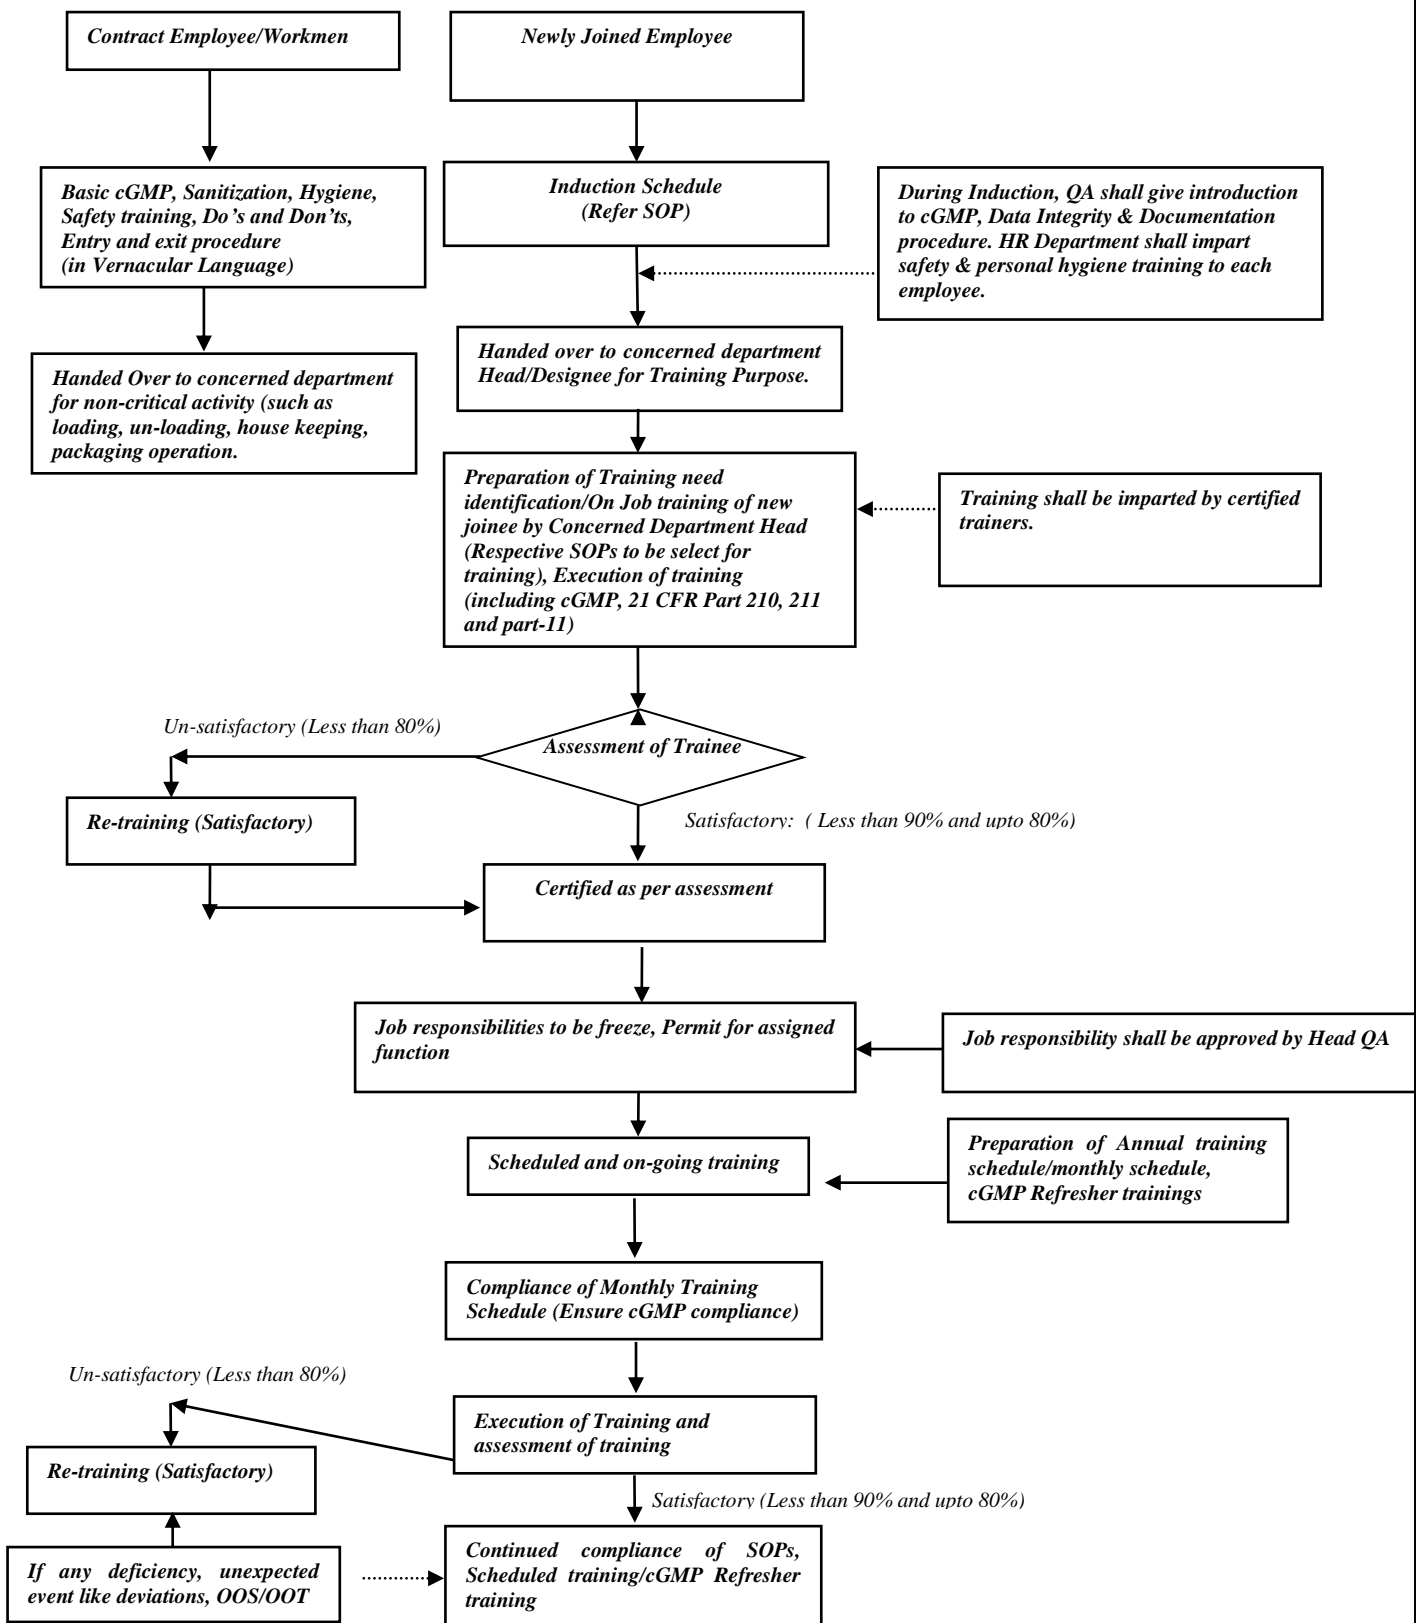 Contract Employee/Workmen
Newly Joined Employee
Basic cGMP, Sanitization, Hygiene,
Safety training, Do's and Don'ts,
Entry and exit procedure
(in Vernacular Language)
Induction Schedule
(Refer SOP)
During Induction, QA shall give introduction
to cGMP, Data Integrity & Documentation
procedure. HR Department shall impart
safety & personal hygiene training to each
employee.
Handed over to concerned department
Head/Designee for Training Purpose.
Handed Over to concerned department
for non-critical activity (such as
loading, un-loading, house keeping,
packaging operation.
Preparation of Training need
identification/On Job training of new
joinee by Concerned Department Head
(Respective SOPs to be select for
training), Execution of training
(including cGMP, 21 CFR Part 210, 211
and part-11)
Training shall be imparted by certified
trainers.
Un-satisfactory (Less than 80%)
Assessment of Trainee
Re-training (Satisfactory)
Satisfactory: ( Less than 90% and upto 80%)
Certified as per assessment
Job responsibilities to be freeze, Permit for assigned
function
Job responsibility shall be approved by Head QA
Scheduled and on-going training
Preparation of Annual training
schedule/monthly schedule,
cGMP Refresher trainings
Compliance of Monthly Training
Schedule (Ensure cGMP compliance)
Un-satisfactory (Less than 80%)
Execution of Training and
assessment of training
Re-training (Satisfactory)
Satisfactory (Less than 90% and upto 80%)
If any deficiency, unexpected
event like deviations, OOS/OOT
Continued compliance of SOPs,
Scheduled training/cGMP Refresher
training